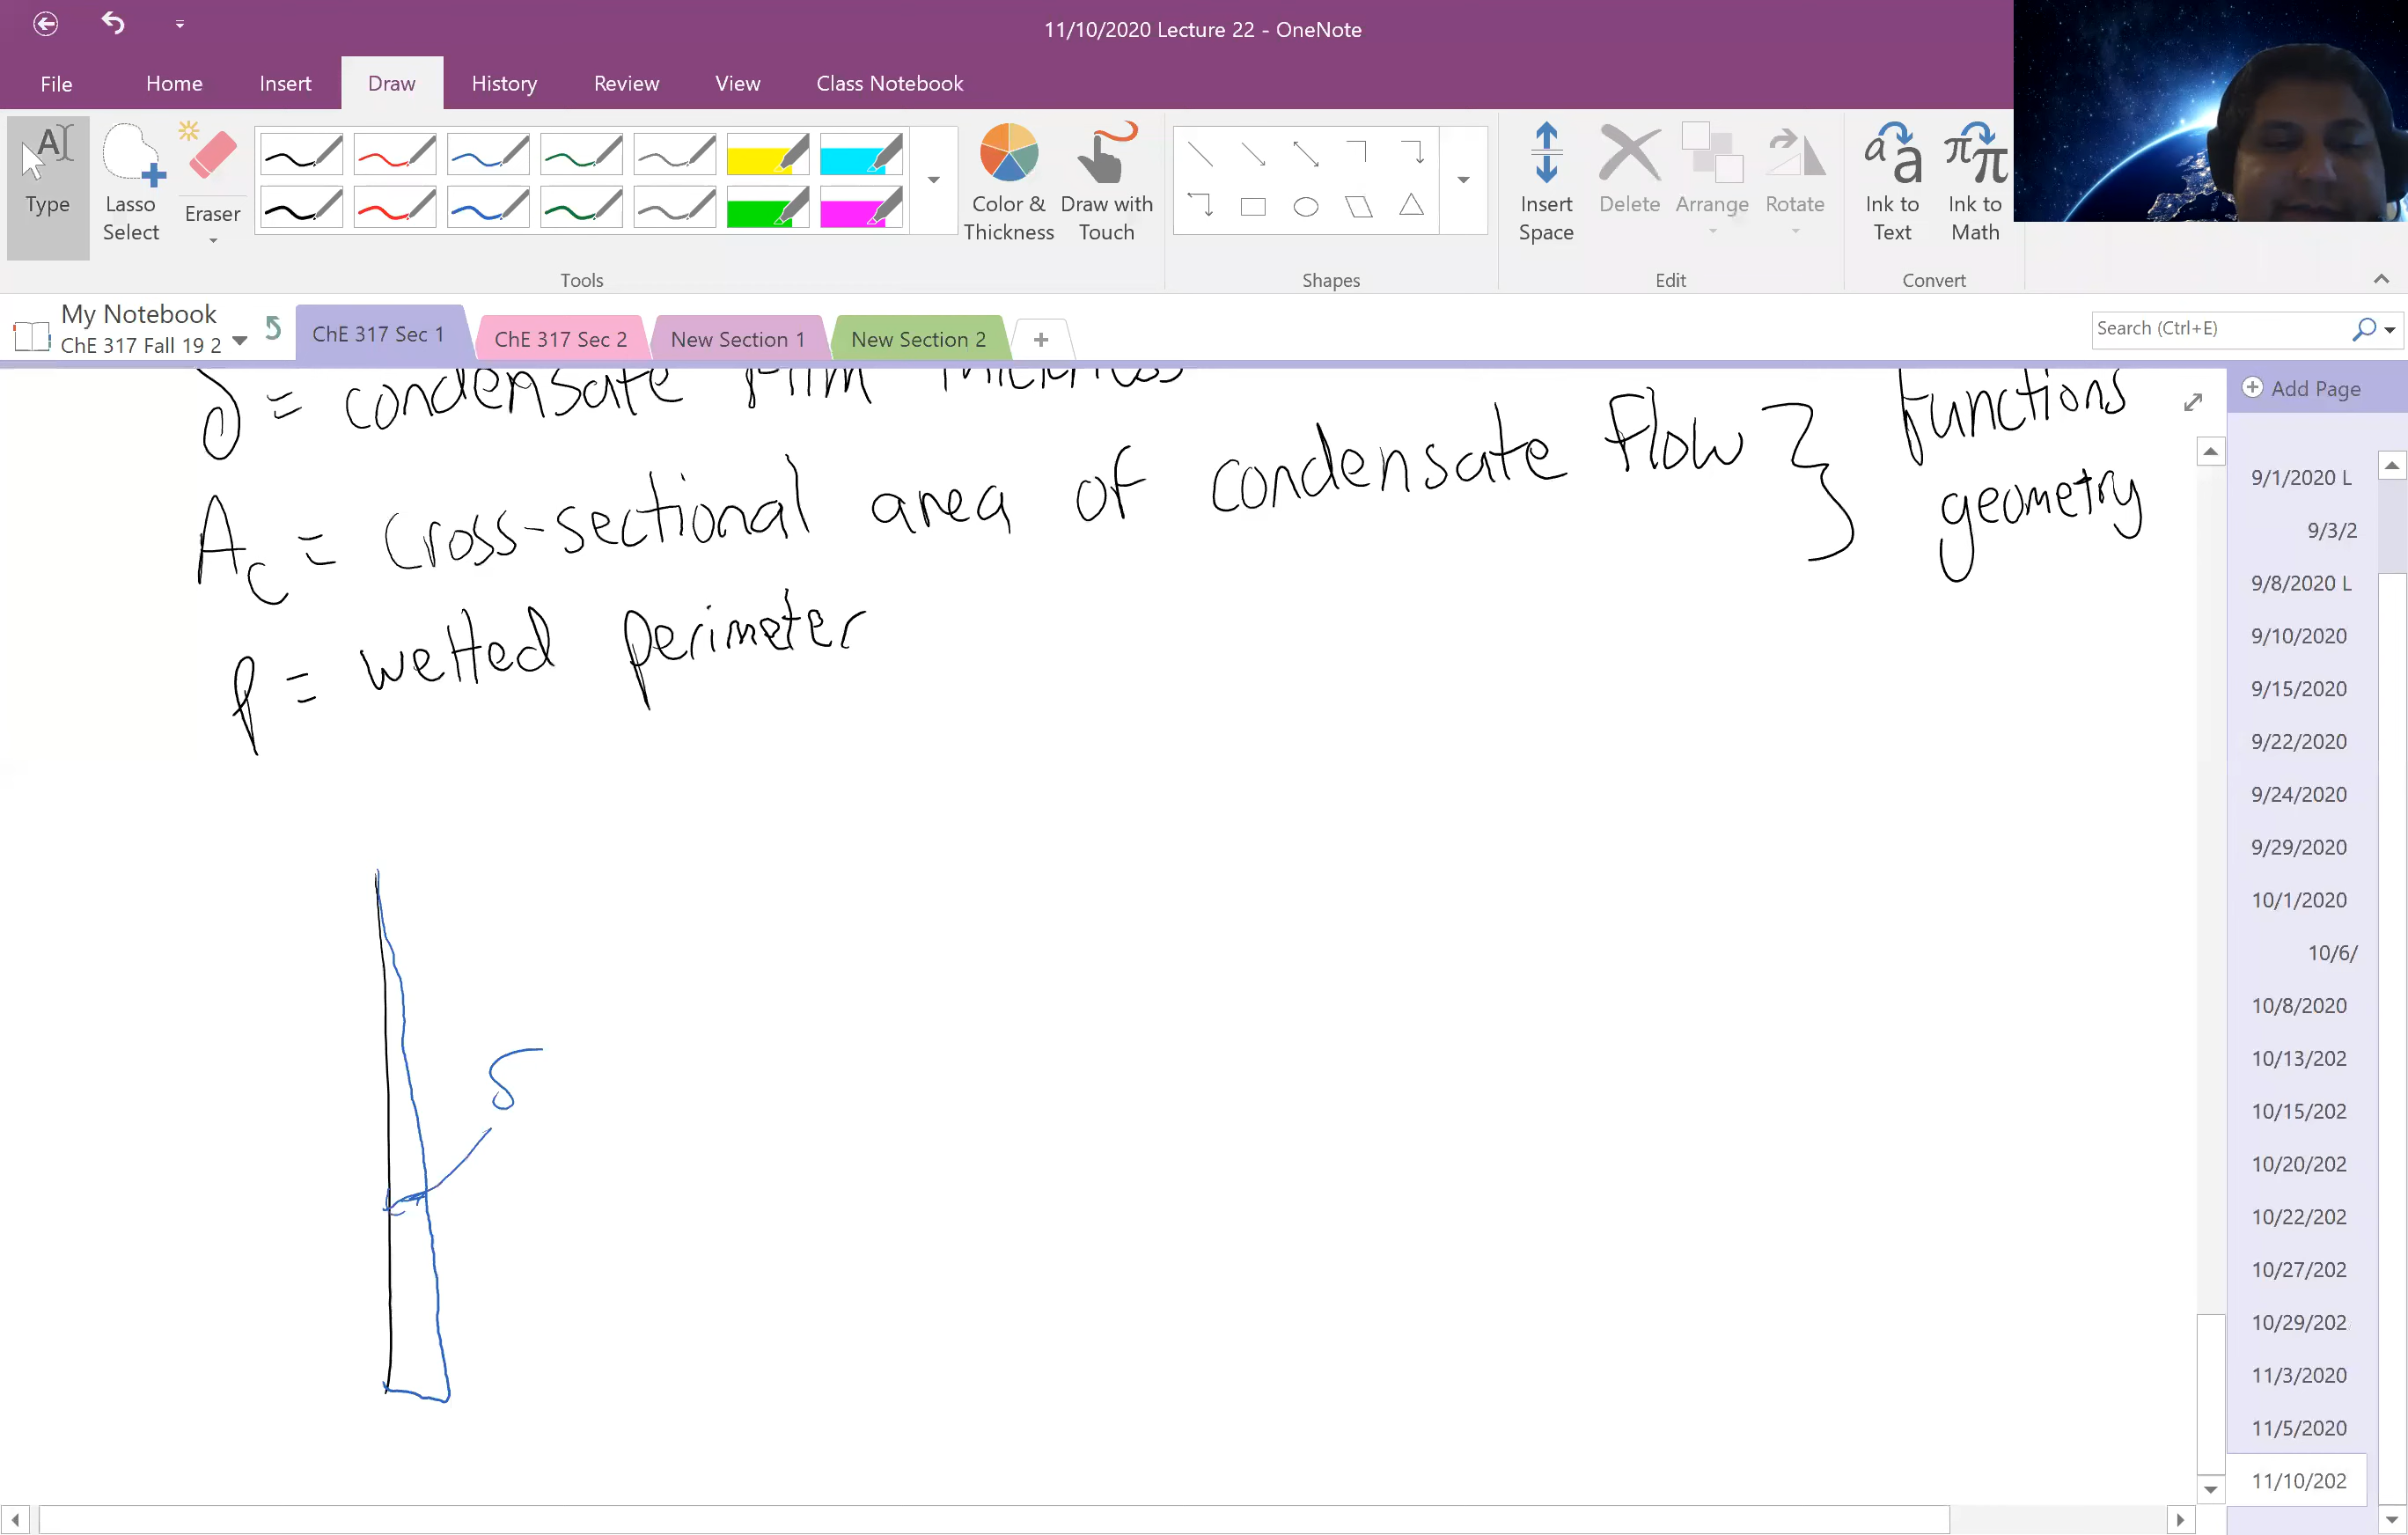 11/10/2020 Lecture 22 - OneNote
File Home Insert Draw History Review View Class Notebook
Type
Lasso Select
Eraser
Color & Thickness
Draw with Touch
Insert Space
Delete
Arrange
Rotate
Ink to Text
Ink to Math
Tools Shapes Edit Convert
My Notebook
ChE 317 Fall 19 2
ChE 317 Sec 1
ChE 317 Sec 2
New Section 1
New Section 2
Search (Ctrl+E)
Add Page
δ = condensate film thickness
Ac = cross-sectional area of condensate flow } functions geometry
P = wetted perimeter
δ
9/1/2020 L
9/3/2
9/8/2020 L
9/10/2020
9/15/2020
9/22/2020
9/24/2020
9/29/2020
10/1/2020
10/6/
10/8/2020
10/13/202
10/15/202
10/20/202
10/22/202
10/27/202
10/29/202
11/3/2020
11/5/2020
11/10/202